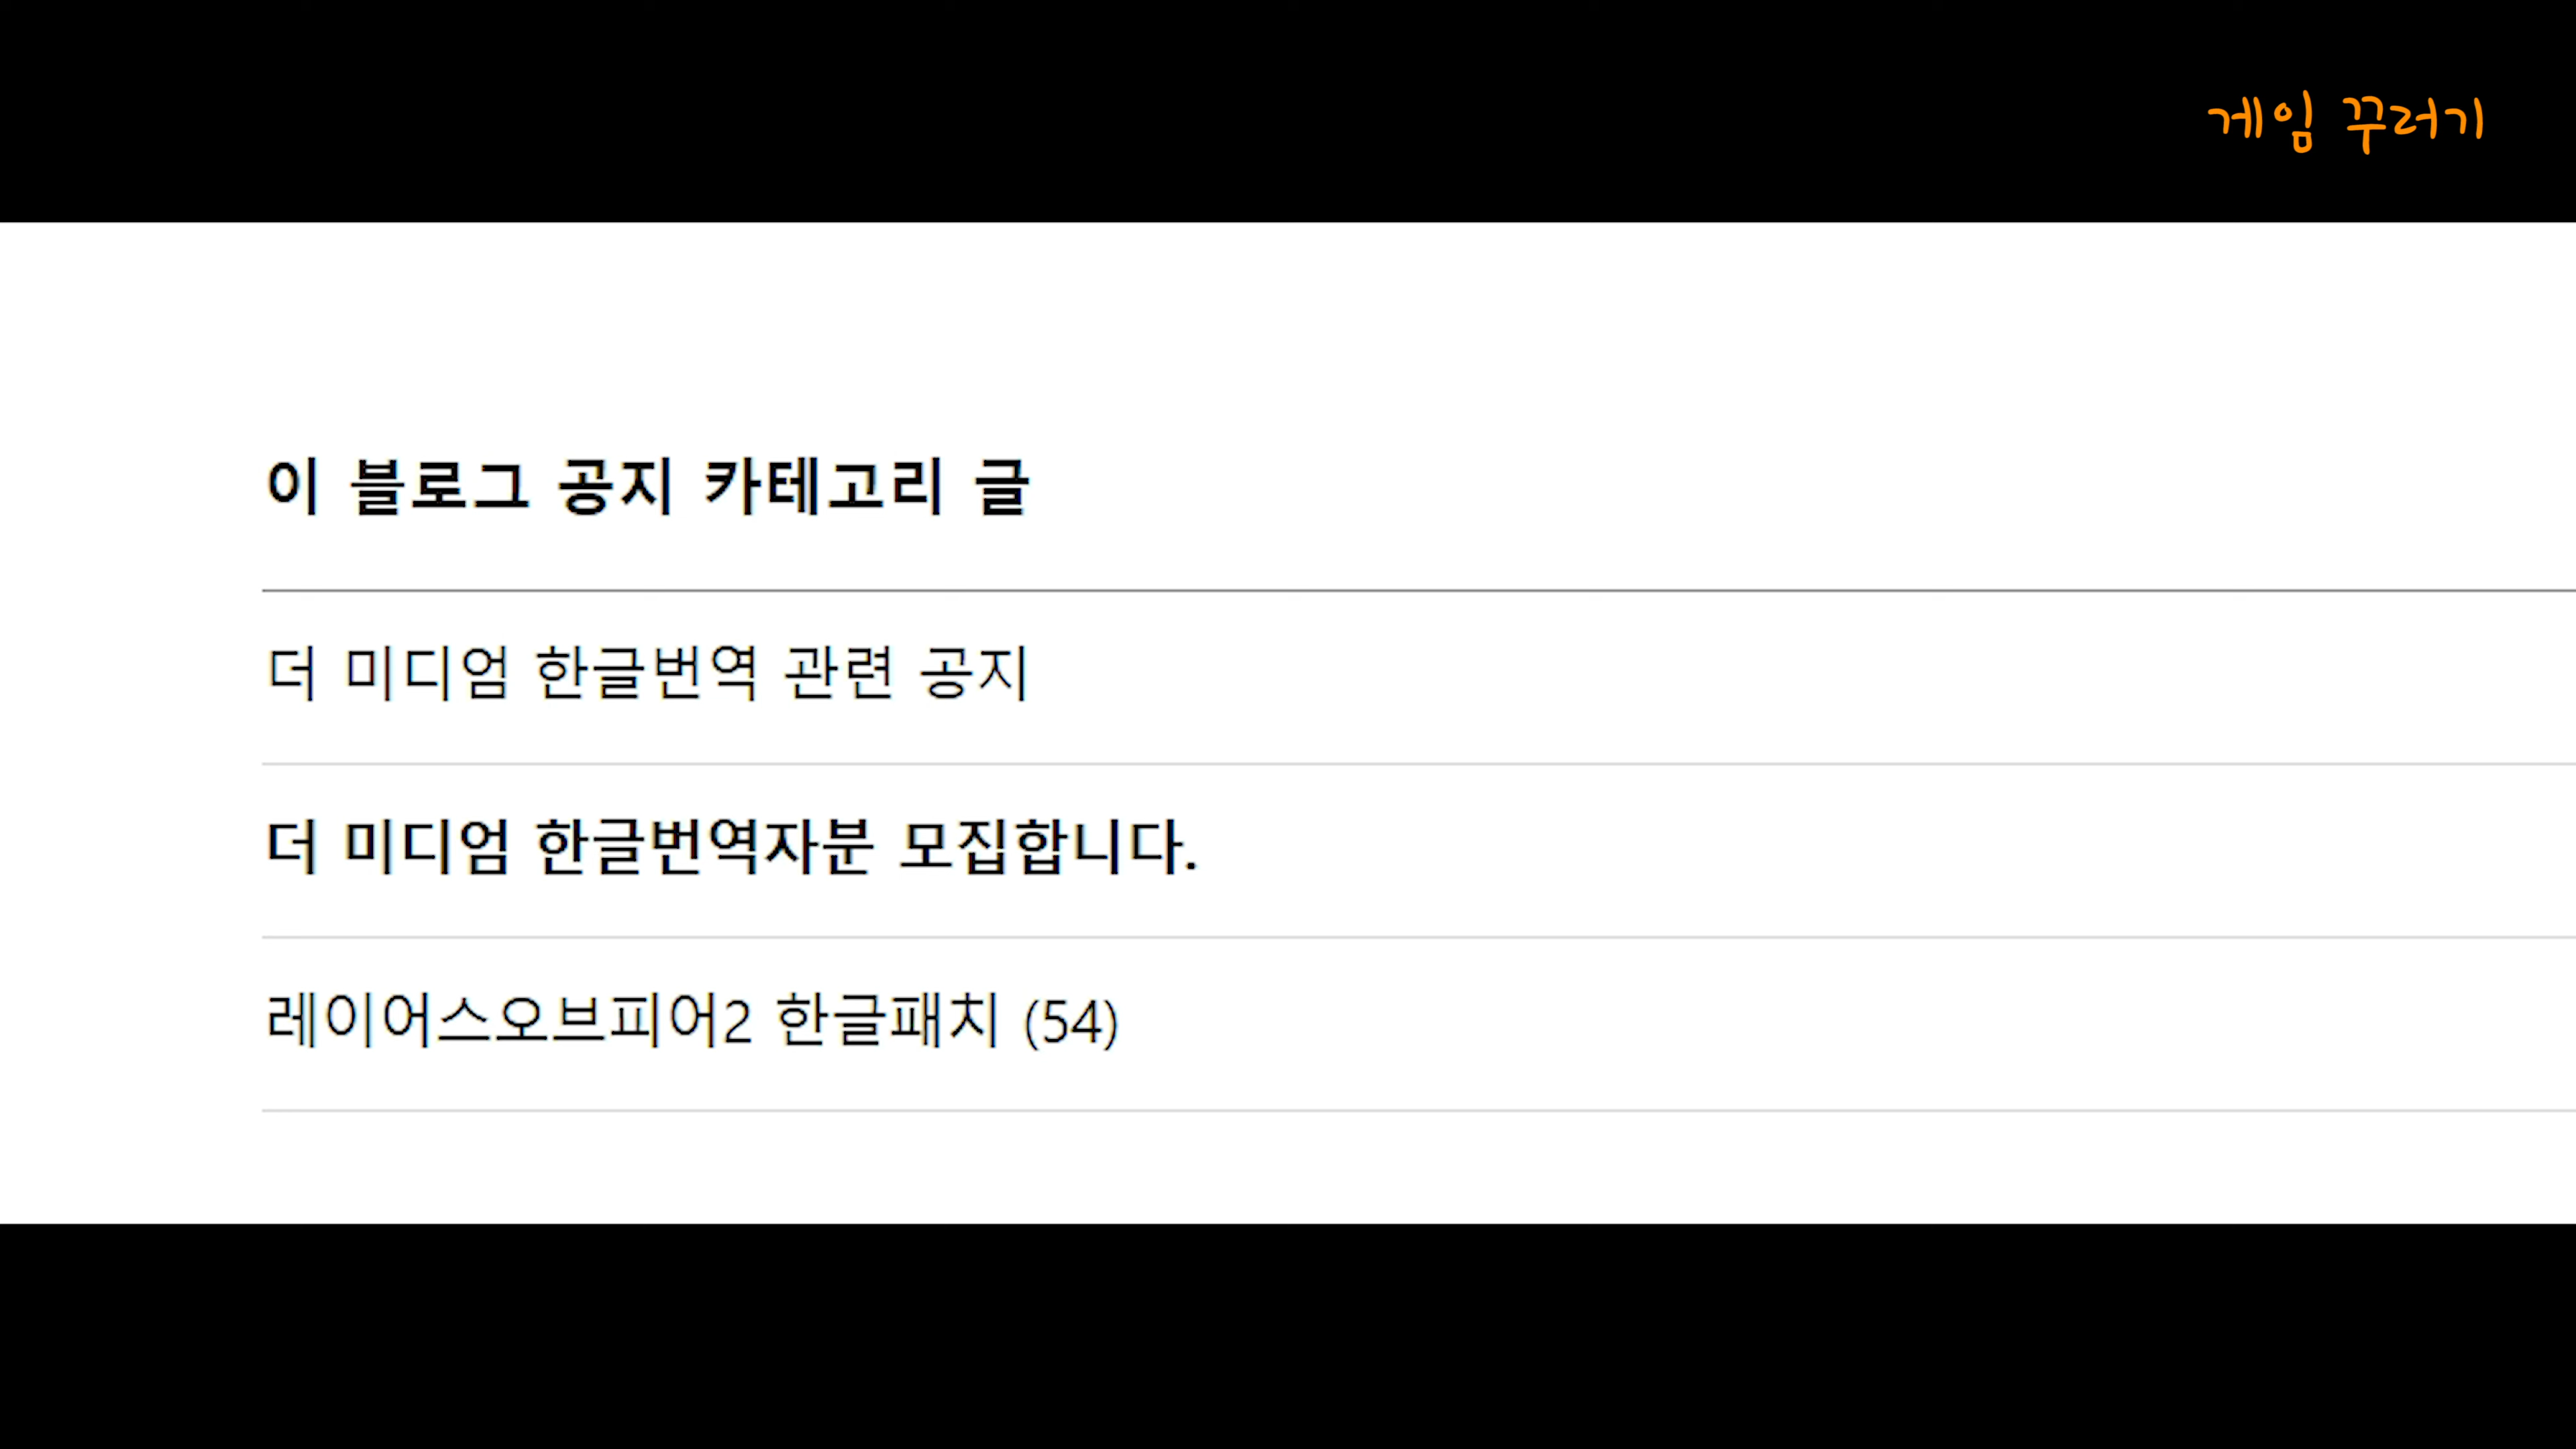 게임 꾸러기
이 블로그 공지 카테고리 글
더 미디엄 한글번역 관련 공지
더 미디엄 한글번역자분 모집합니다.
레이어스오브피어2 한글패치 (54)